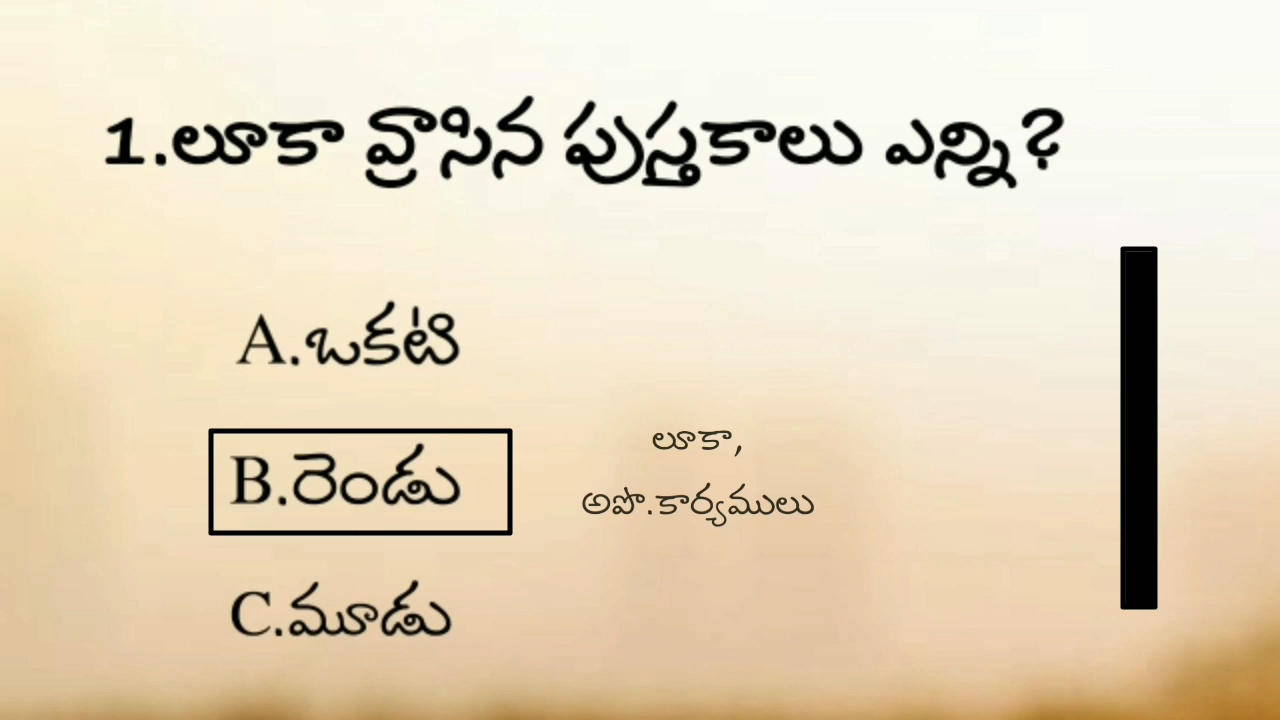 1.లూకా వ్రాసిన పుస్తకాలు ఎన్ని?
A.ఒకటి
B.రెండు
లూకా,
అపొ.కార్యములు
C.మూడు